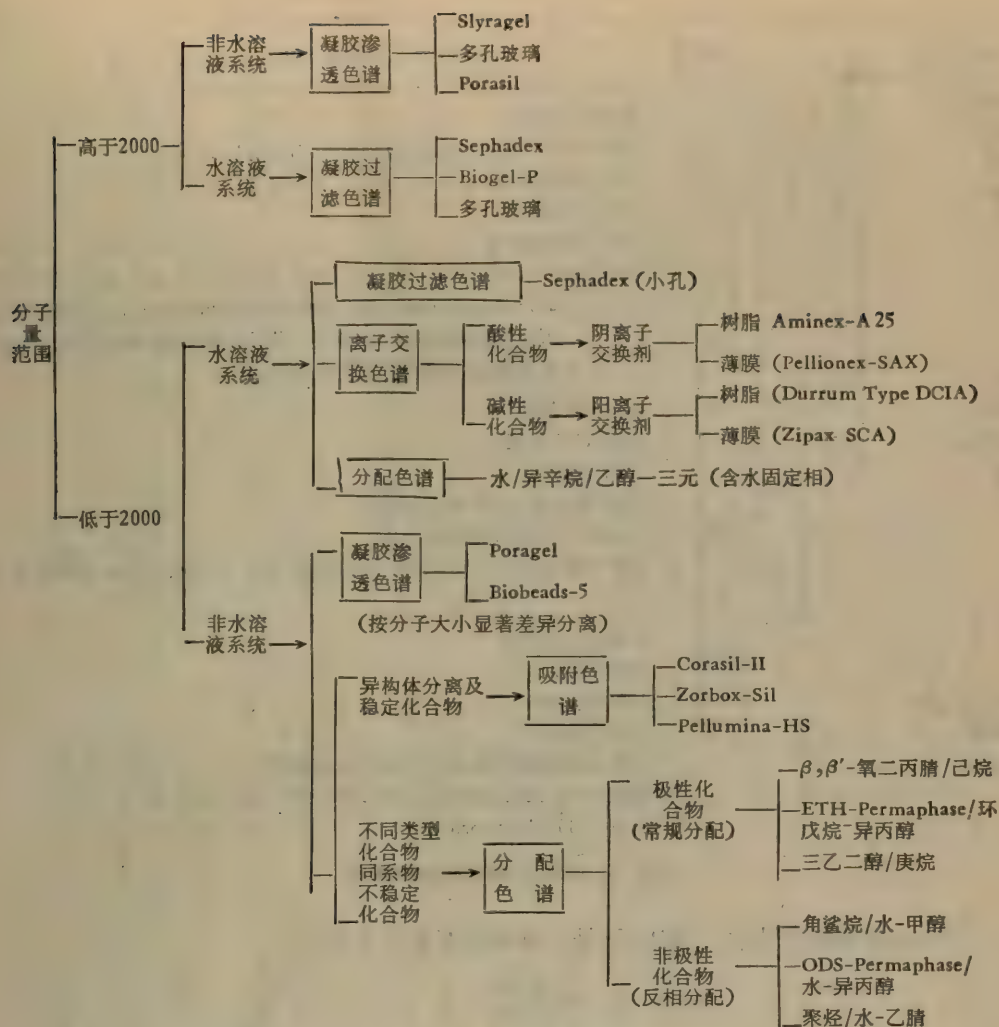 分子
量
范围
高于2000
非水溶
液系统
凝胶渗
透色谱
Slyragel
多孔玻璃
Porasil
水溶液
系统
凝胶过
滤色谱
Sephadex
Biogel-P
多孔玻璃
低于2000
水溶液
系统
凝胶过滤色谱
Sephadex (小孔)
离子交
换色谱
酸性
化合物
阴离子
交换剂
树脂 Aminex-A 25
薄膜 (Pellionex-SAX)
碱性
化合物
阳离子
交换剂
树脂 (Durrum Type DCIA)
薄膜 (Zipax SCA)
分配色谱
水/异辛烷/乙醇—三元 (含水固定相)
非水溶
液系统
凝胶渗
透色谱
Poragel
Biobeads-5
(按分子大小显著差异分离)
异构体分离及
稳定化合物
吸附色
谱
Corasil-II
Zorbox-Sil
Pellumina-HS
不同类型
化合物
同系物
不稳定
化合物
分 配
色 谱
极性化
合物
(常规分配)
β,β′-氧二丙腈/己烷
ETH-Permaphase/环
戊烷-异丙醇
三乙二醇/庚烷
非极性
化合物
(反相分配)
角鲨烷/水-甲醇
ODS-Permaphase/
水-异丙醇
聚烃/水-乙腈